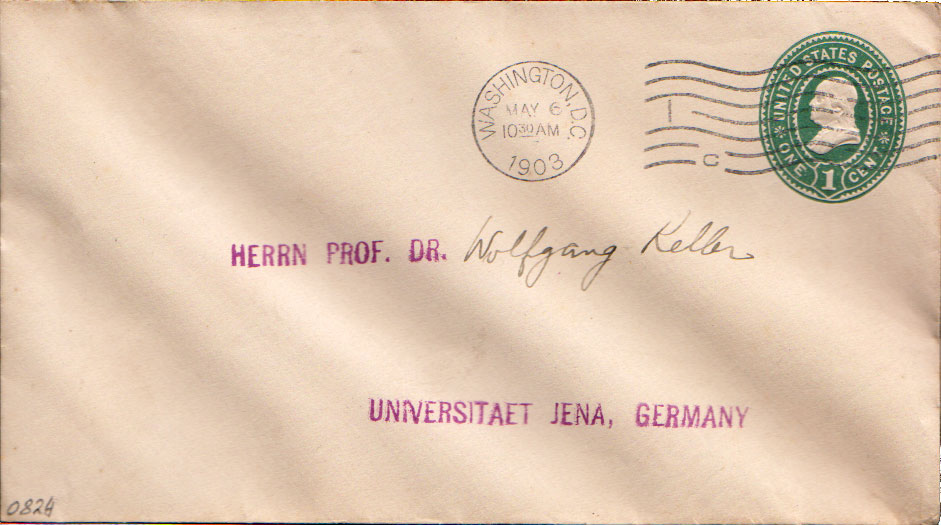 WASHINGTON, D.C.
MAY 6
10 30 AM
1903
1
C
UNITED STATES POSTAGE
ONE 1 CENT
HERRN PROF. DR. Wolfgang Keller
UNIVERSITAET JENA, GERMANY
0824